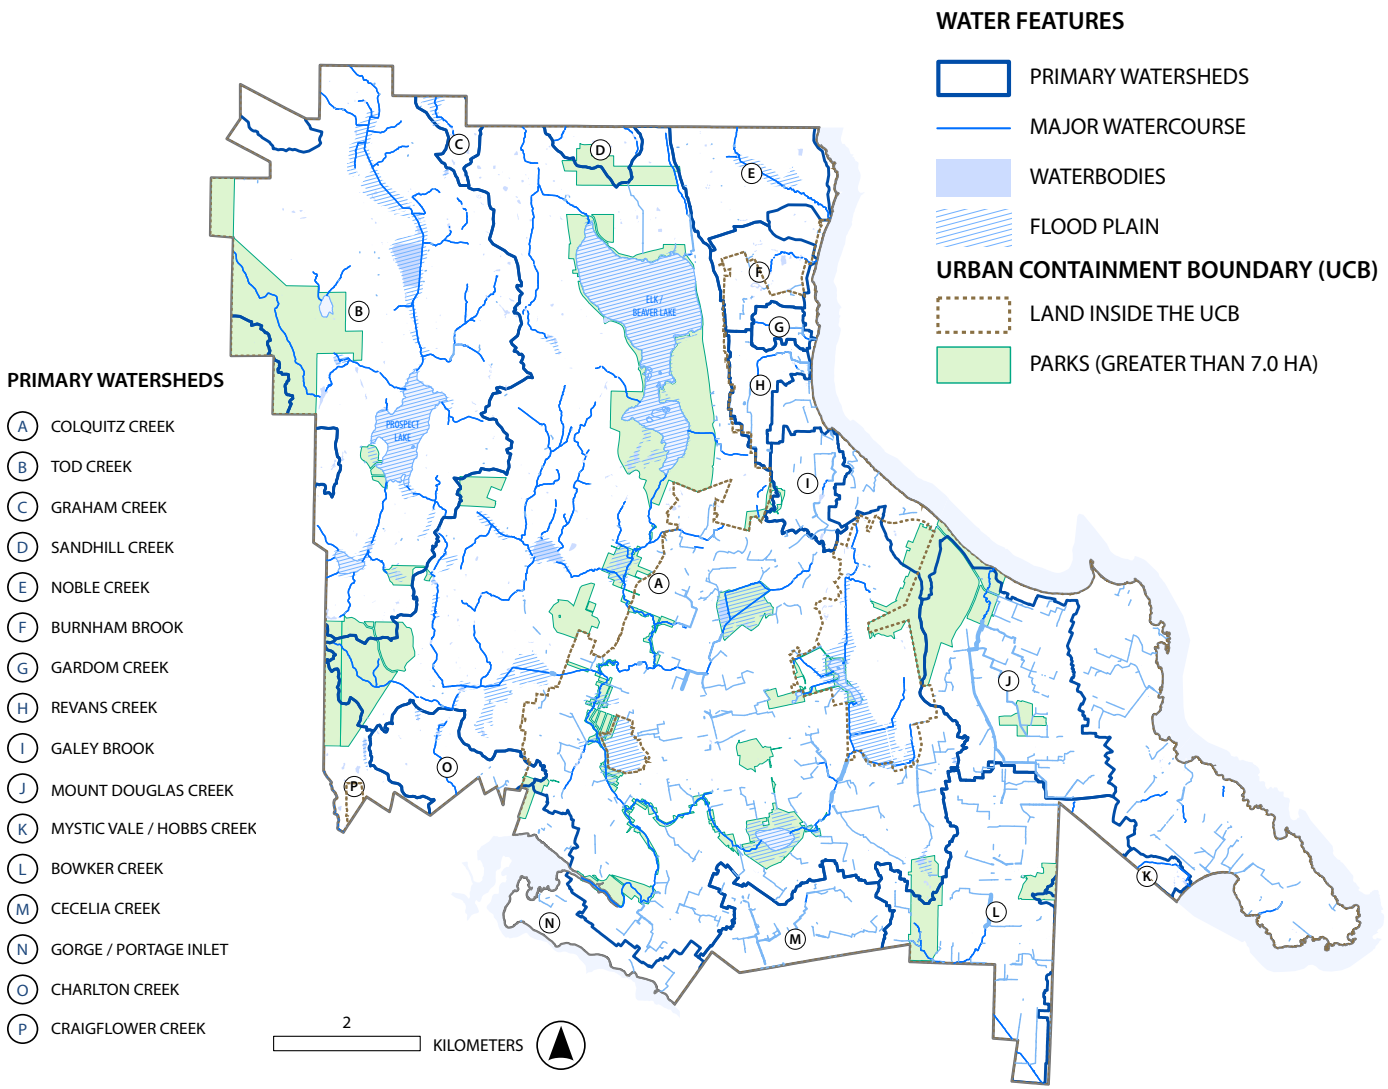 WATER FEATURES
PRIMARY WATERSHEDS
MAJOR WATERCOURSE
WATERBODIES
FLOOD PLAIN
URBAN CONTAINMENT BOUNDARY (UCB)
LAND INSIDE THE UCB
PARKS (GREATER THAN 7.0 HA)
C
D
E
F
ELK /
BEAVER LAKE
B
G
H
PROSPECT
LAKE
I
A
J
O
P
K
L
N
M
PRIMARY WATERSHEDS
A COLQUITZ CREEK
B TOD CREEK
C GRAHAM CREEK
D SANDHILL CREEK
E NOBLE CREEK
F BURNHAM BROOK
G GARDOM CREEK
H REVANS CREEK
I GALEY BROOK
J MOUNT DOUGLAS CREEK
K MYSTIC VALE / HOBBS CREEK
L BOWKER CREEK
M CECELIA CREEK
N GORGE / PORTAGE INLET
O CHARLTON CREEK
P CRAIGFLOWER CREEK
2
KILOMETERS